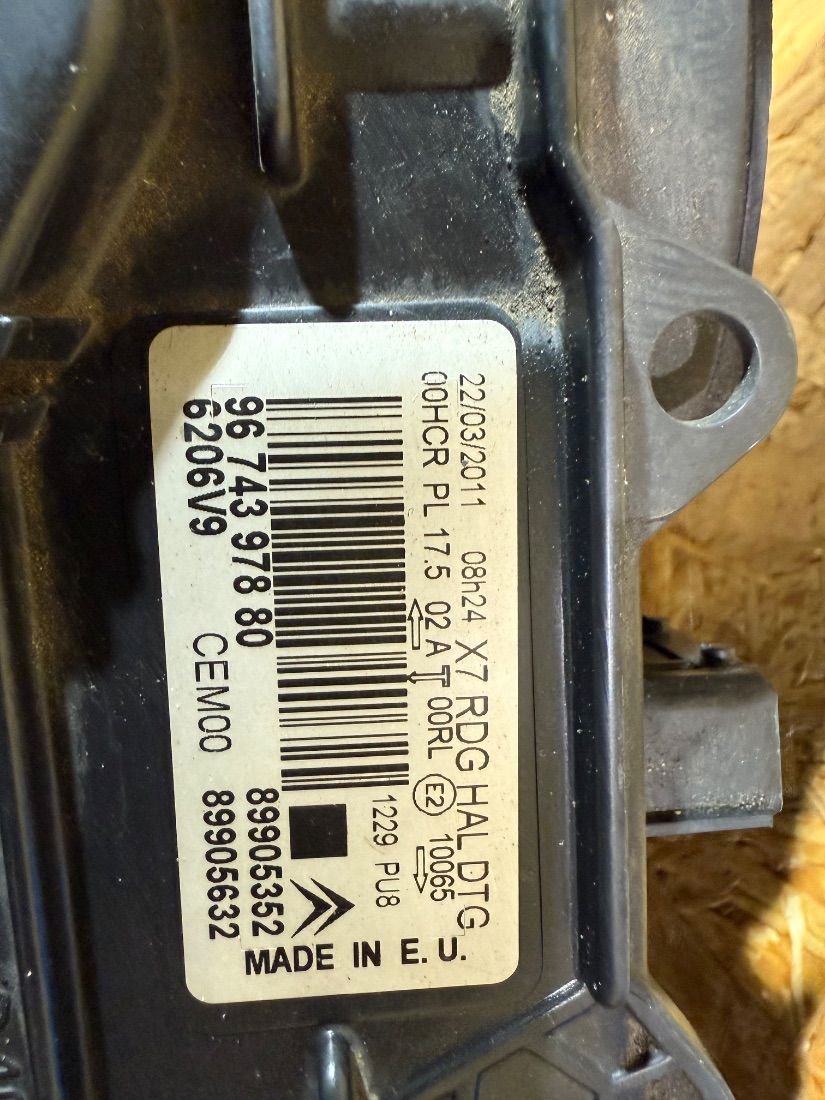 22/03/2011 08h24 X7 RDG HAL DTG
00HCR PL 17.5 02 A 00RL E2 10065
1229 PU8
96 743 978 80 89905352
6206V9 CEM00 89905632
MADE IN E. U.